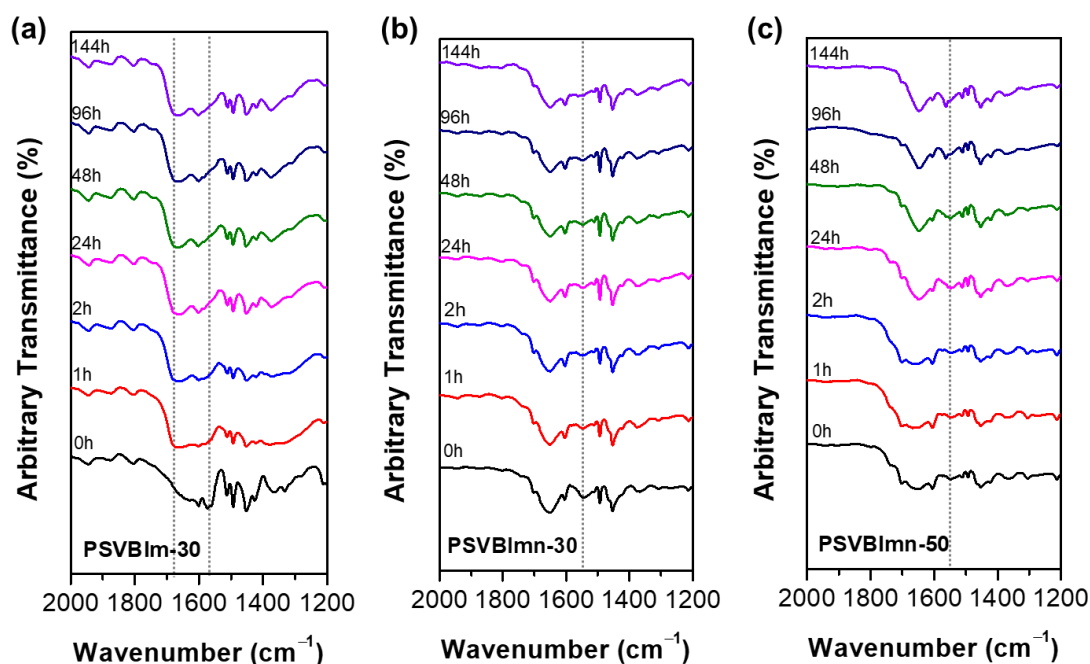 (a)
144h
96h
48h
24h
2h
1h
0h
PSVBIm-30
2000 1800 1600 1400 1200
Wavenumber (cm⁻¹)
Arbitrary Transmittance (%)
(b)
144h
96h
48h
24h
2h
1h
0h
PSVBImn-30
2000 1800 1600 1400 1200
Wavenumber (cm⁻¹)
Arbitrary Transmittance (%)
(c)
144h
96h
48h
24h
2h
1h
0h
PSVBImn-50
2000 1800 1600 1400 1200
Wavenumber (cm⁻¹)
Arbitrary Transmittance (%)